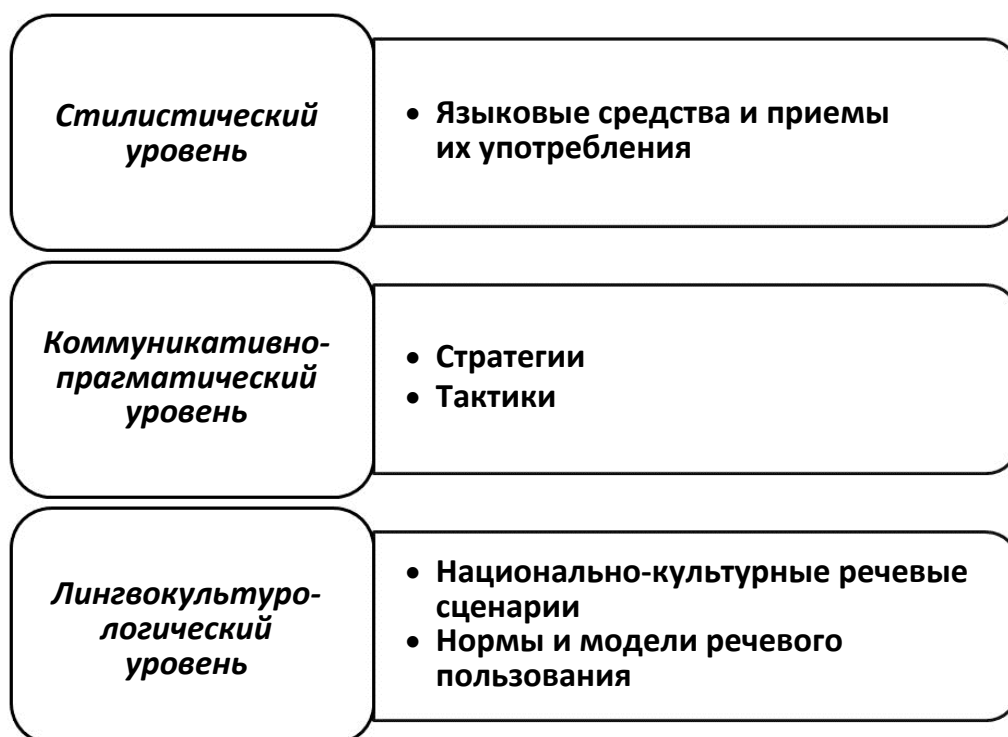 Стилистический
уровень
• Языковые средства и приемы
их употребления
Коммуникативно-
прагматический
уровень
• Стратегии
• Тактики
Лингвокультуро-
логический
уровень
• Национально-культурные речевые
сценарии
• Нормы и модели речевого
пользования